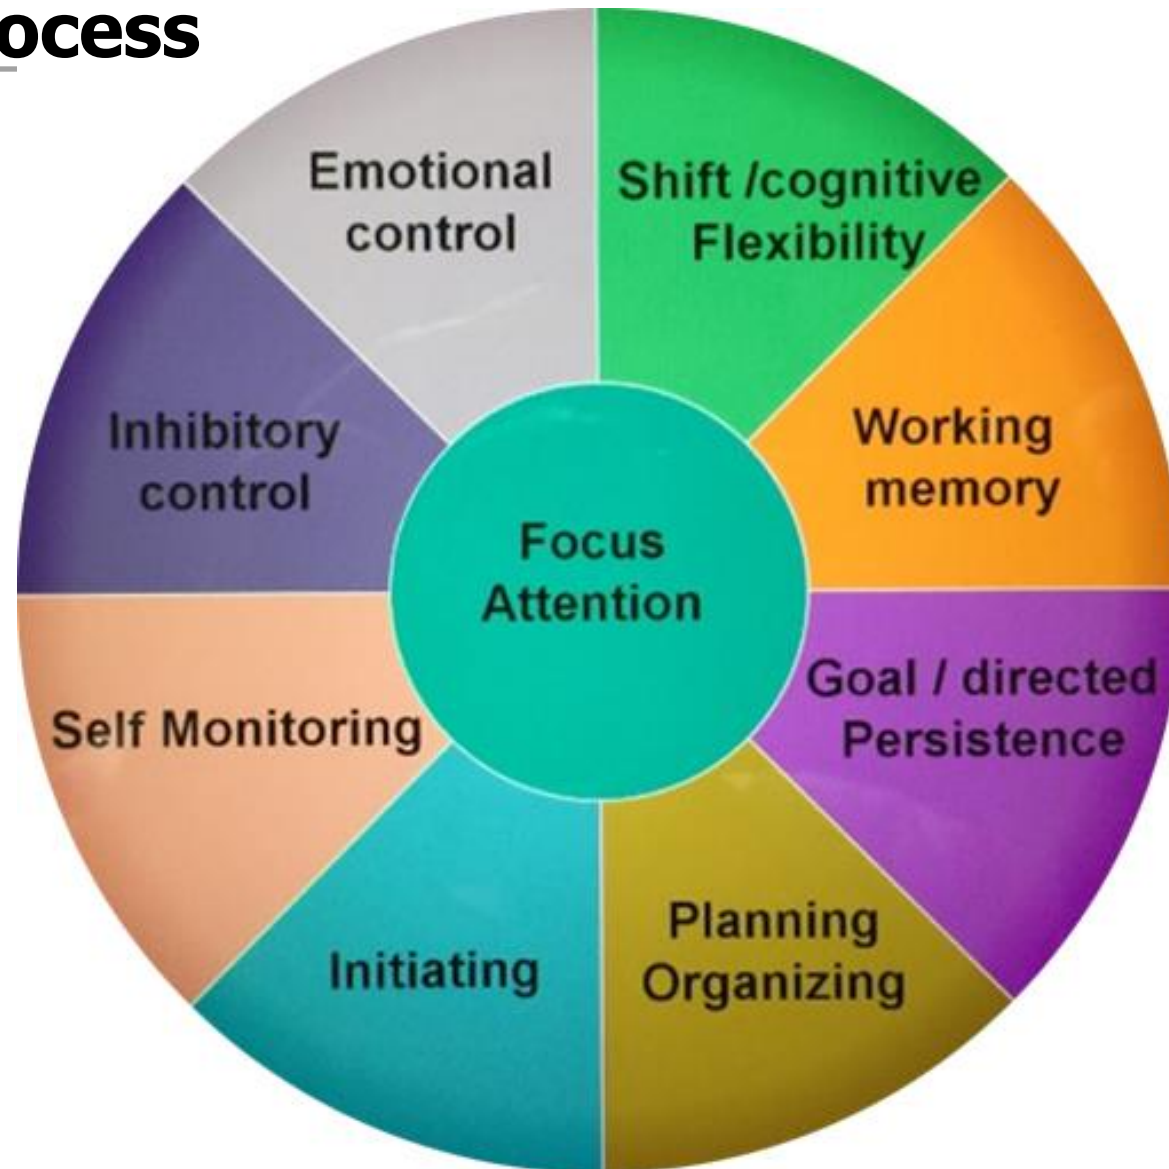 ocess
Emotional
control
Shift /cognitive
Flexibility
Working
memory
Goal / directed
Persistence
Planning
Organizing
Initiating
Self Monitoring
Inhibitory
control
Focus
Attention